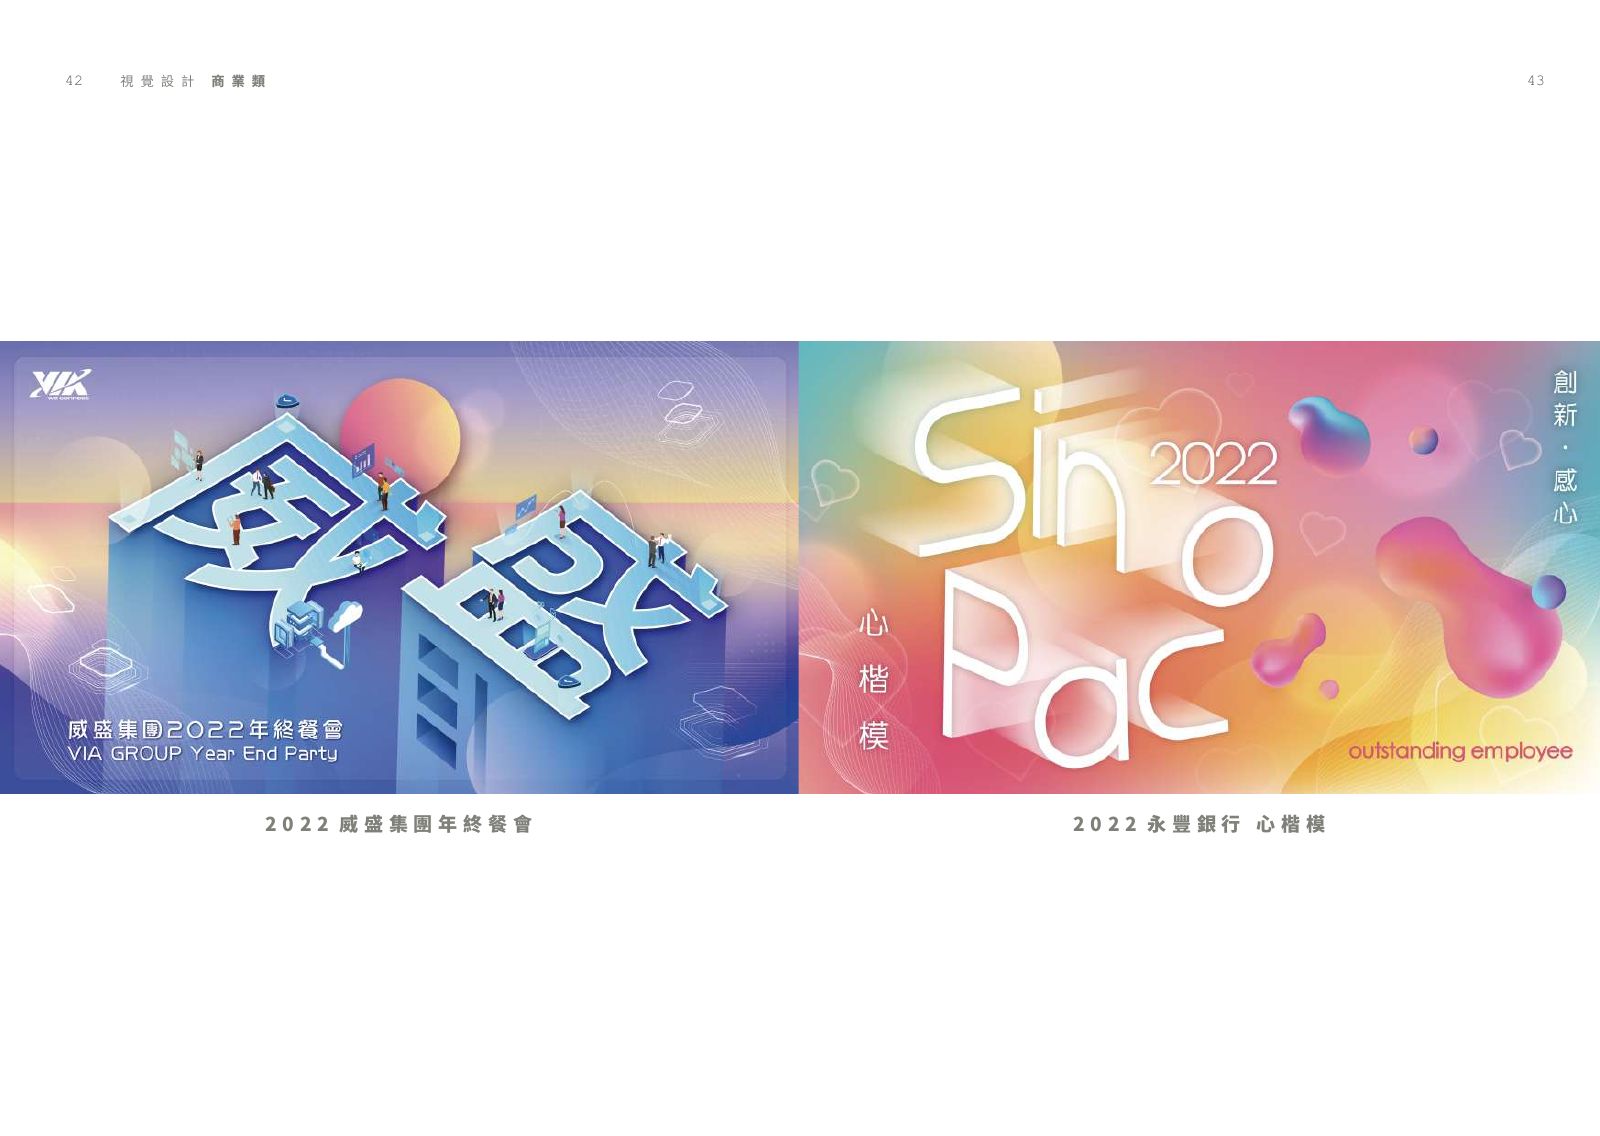 42 視覺設計 商業類
43
VIA
we connect
威盛
威盛集團2022年終餐會
VIA GROUP Year End Party
2022 威盛集團年終餐會
Sino
2022
Pac
心楷模
創新·感心
outstanding employee
2022 永豐銀行 心楷模